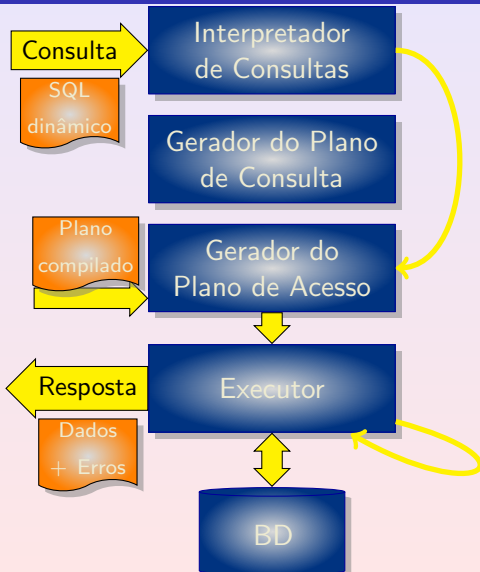 Consulta
SQL
dinâmico
Interpretador
de Consultas
Gerador do Plano
de Consulta
Plano
compilado
Gerador do
Plano de Acesso
Resposta
Dados
+ Erros
Executor
BD